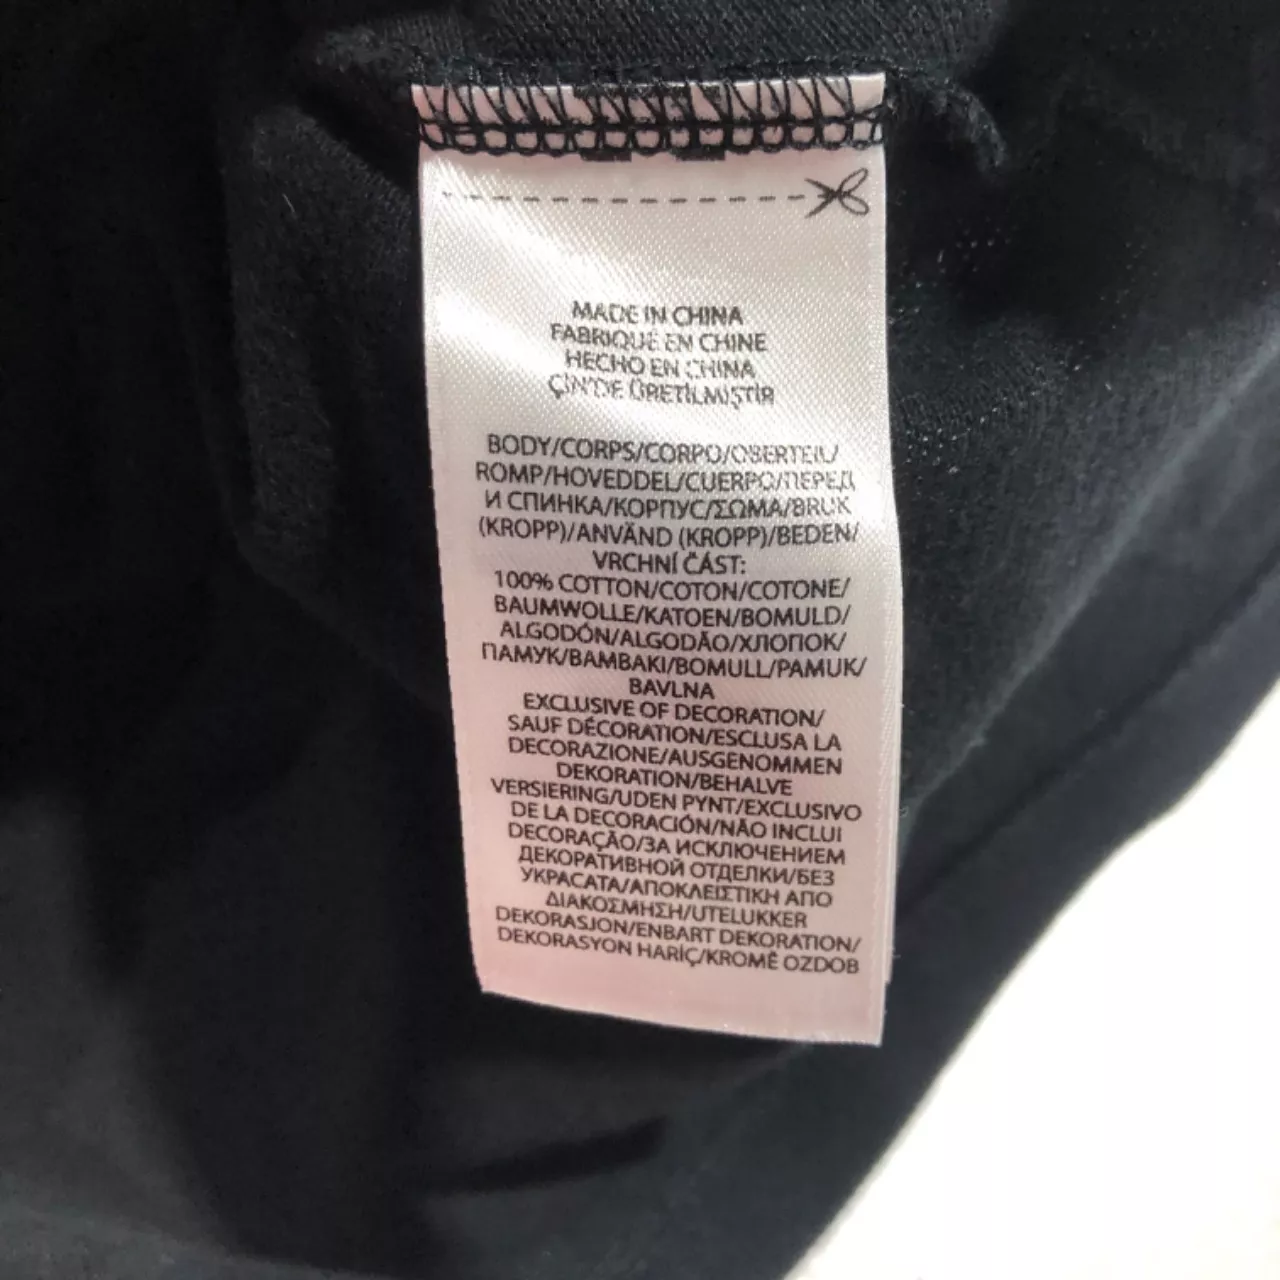 MADE IN CHINA
FABRIQUÉ EN CHINE
HECHO EN CHINA
ÇİN'DE ÜRETİLMİŞTİR
BODY/CORPS/CORPO/OBERTEIL/
ROMP/HOVEDDEL/CUERPO/ПЕРЕД
И СПИНКА/КОРПУС/ΣΩΜΑ/BRUK
(KROPP)/ANVÄND (KROPP)/BEDEN/
VRCHNÍ ČÁST:
100% COTTON/COTON/COTONE/
BAUMWOLLE/KATOEN/BOMULD/
ALGODÓN/ALGODÃO/ХЛОПОК/
ПАМУК/BAMBAKI/BOMULL/PAMUK/
BAVLNA
EXCLUSIVE OF DECORATION/
SAUF DÉCORATION/ESCLUSA LA
DECORAZIONE/AUSGENOMMEN
DEKORATION/BEHALVE
VERSIERING/UDEN PYNT/EXCLUSIVO
DE LA DECORACIÓN/NÃO INCLUI
DECORAÇÃO/ЗА ИСКЛЮЧЕНИЕМ
ДЕКОРАТИВНОЙ ОТДЕЛКИ/БЕЗ
УКРАСАТА/ΑΠΟΚΛΕΙΣΤΙΚΗ ΑΠΟ
ΔΙΑΚΟΣΜΗΣΗ/UTELUKKER
DEKORASJON/ENBART DEKORATION/
DEKORASYON HARİÇ/KROMĚ OZDOB